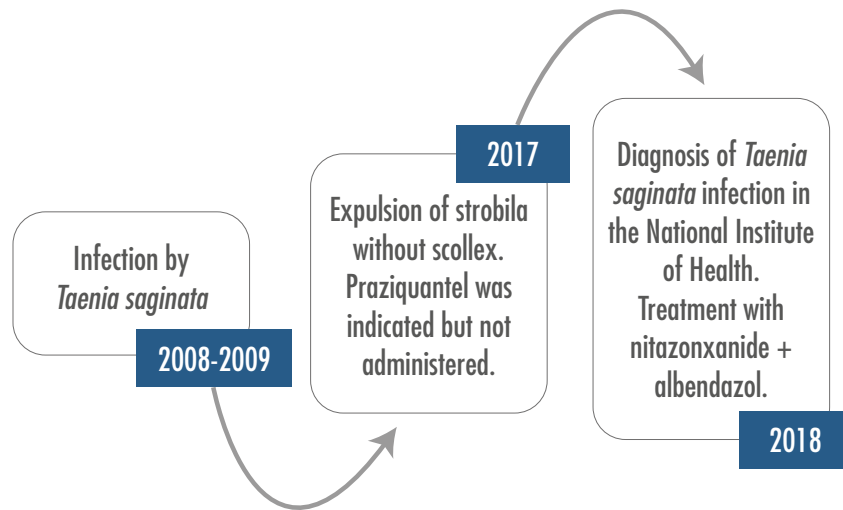 Infection by
Taenia saginata
2008-2009
2017
Expulsion of strobila
without scollex.
Praziquantel was
indicated but not
administered.
Diagnosis of Taenia
saginata infection in
the National Institute
of Health.
Treatment with
nitazonxanide +
albendazol.
2018